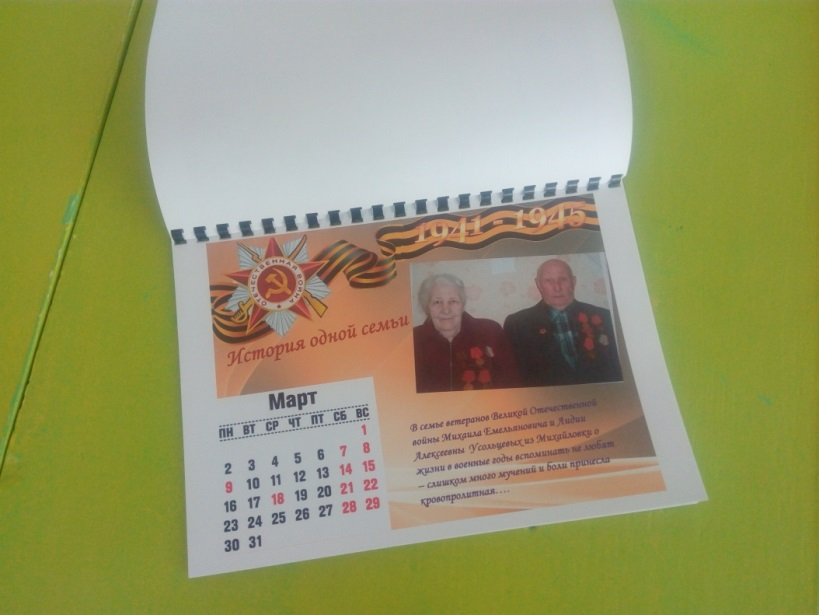 1941 - 1945
ОТЕЧЕСТВЕННАЯ ВОЙНА
История одной семьи
Март
ПН ВТ СР ЧТ ПТ СБ ВС
1
2 3 4 5 6 7 8
9 10 11 12 13 14 15
16 17 18 19 20 21 22
23 24 25 26 27 28 29
30 31
В семье ветеранов Великой Отечественной
войны Михаила Емельяновича и Лидии
Алексеевны Усольцевых из Михайловки о
жизни в военные годы вспоминать не любят
– слишком много мучений и боли принесла
кровопролитная….